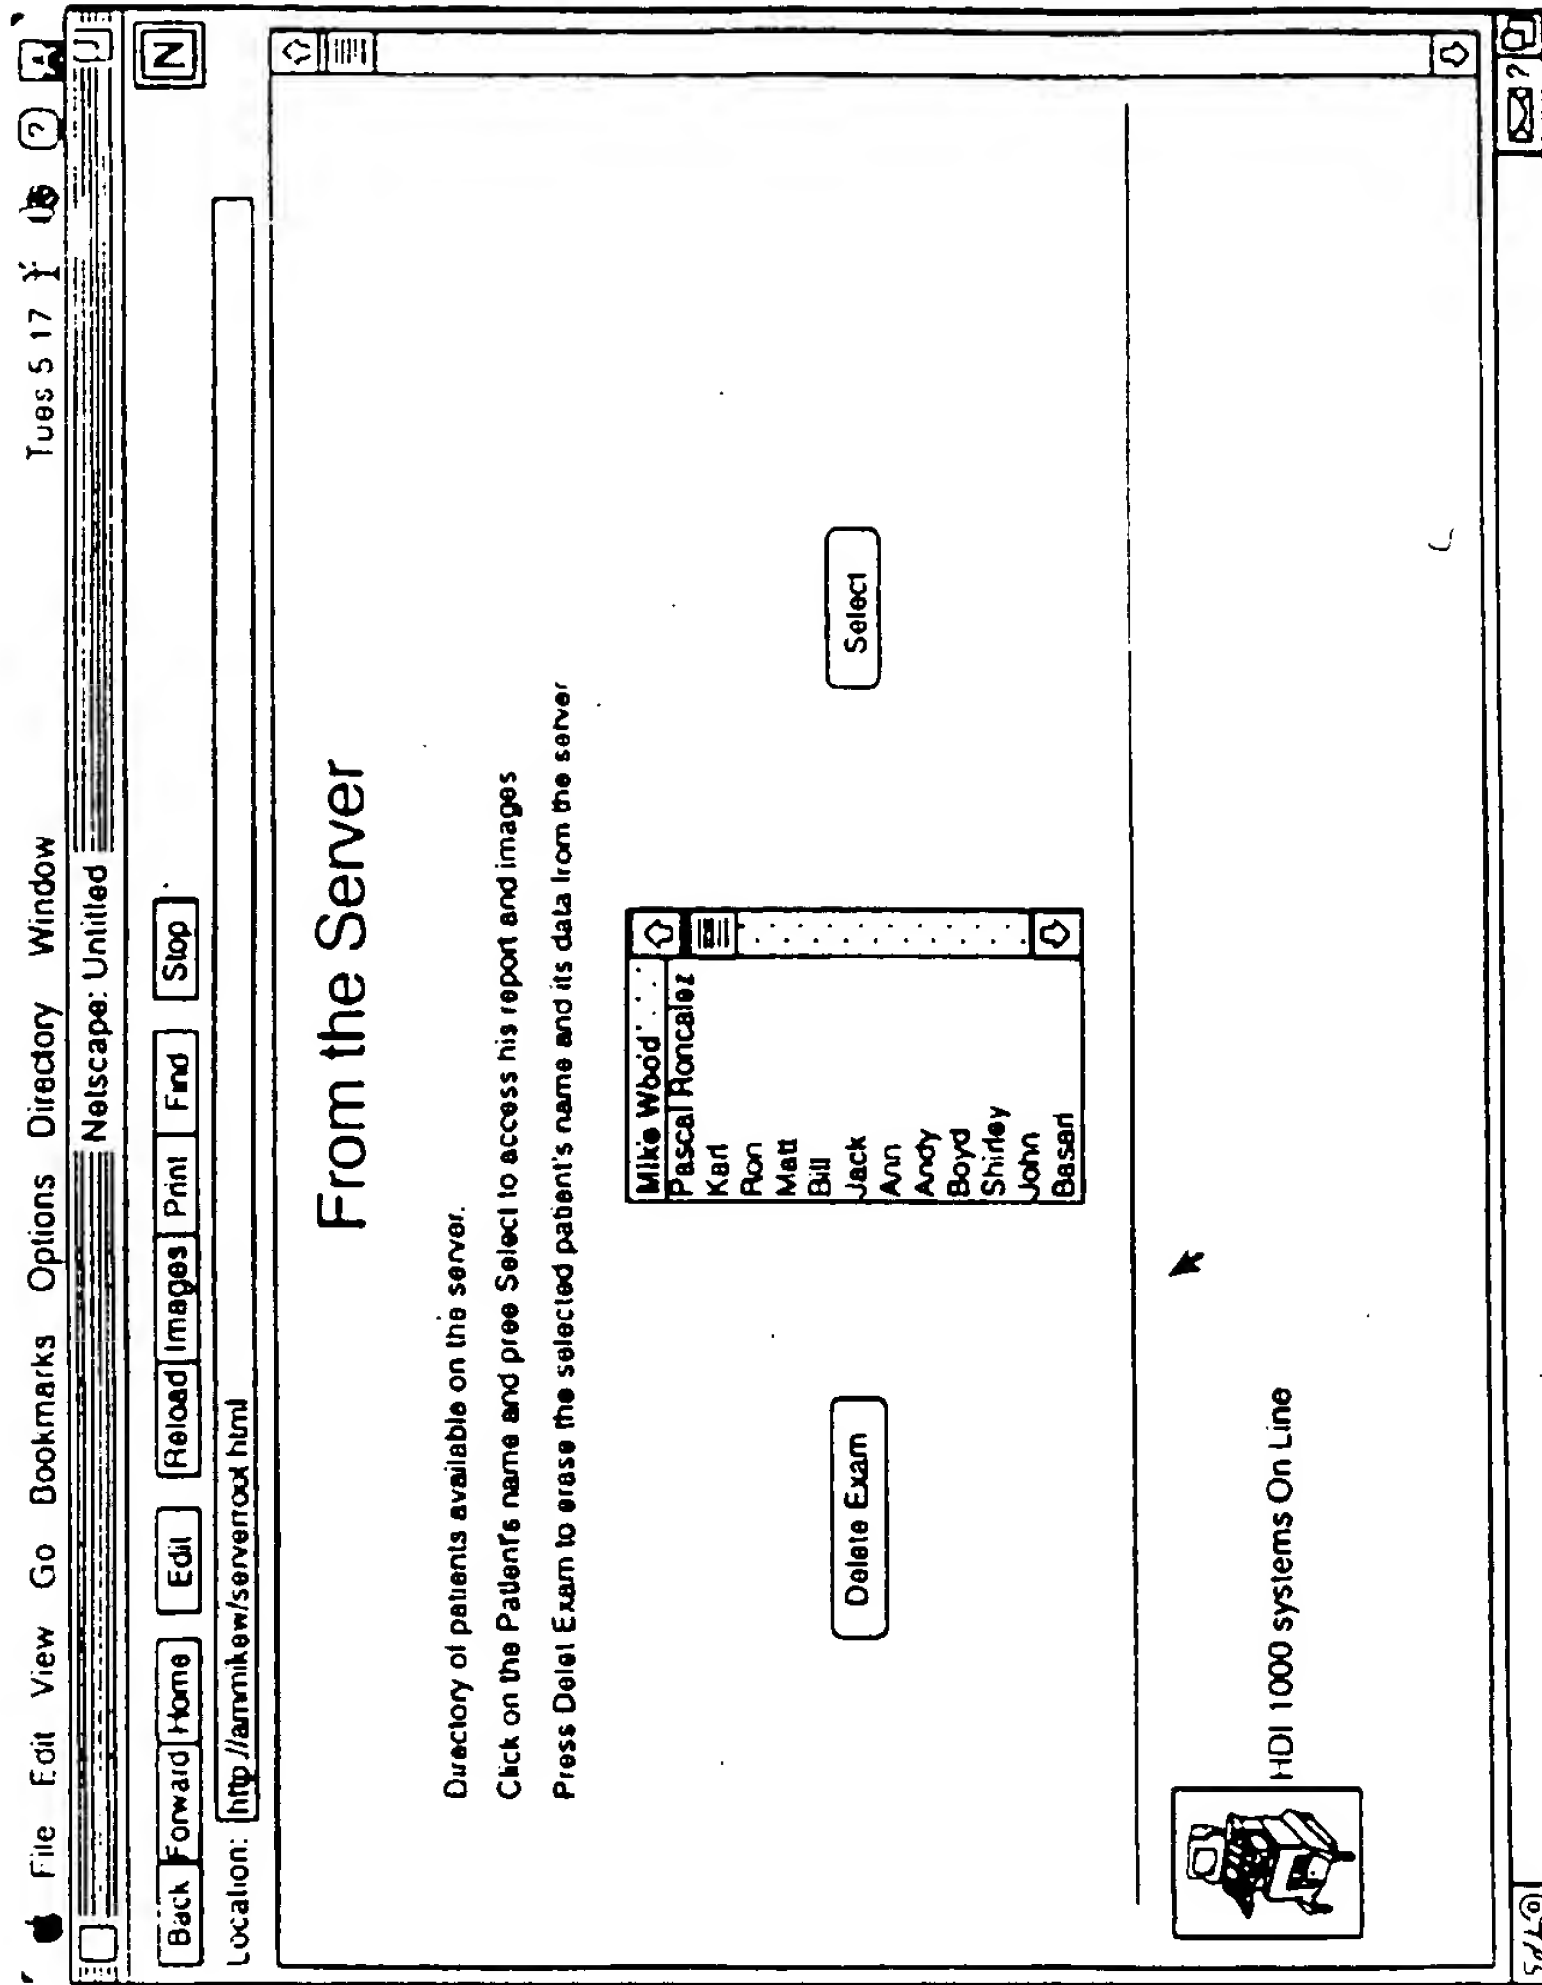 File Edit View Go Bookmarks Options Directory Window Tues 5 17
Netscape: Untitled
Back Forward Home Edit Reload Images Print Find Stop
N
Location: http //ammikew/serverroot html
From the Server
Directory of patients available on the server.
Click on the Patient's name and pree Select to access his report and images
Press Delet Exam to erase the selected patient's name and its data from the server
Mike Wood
Pascal Roncalez
Karl
Ron
Matt
Bill
Jack
Ann
Andy
Boyd
Shirley
John
Basari
Delete Exam
Select
HDI 1000 systems On Line
?